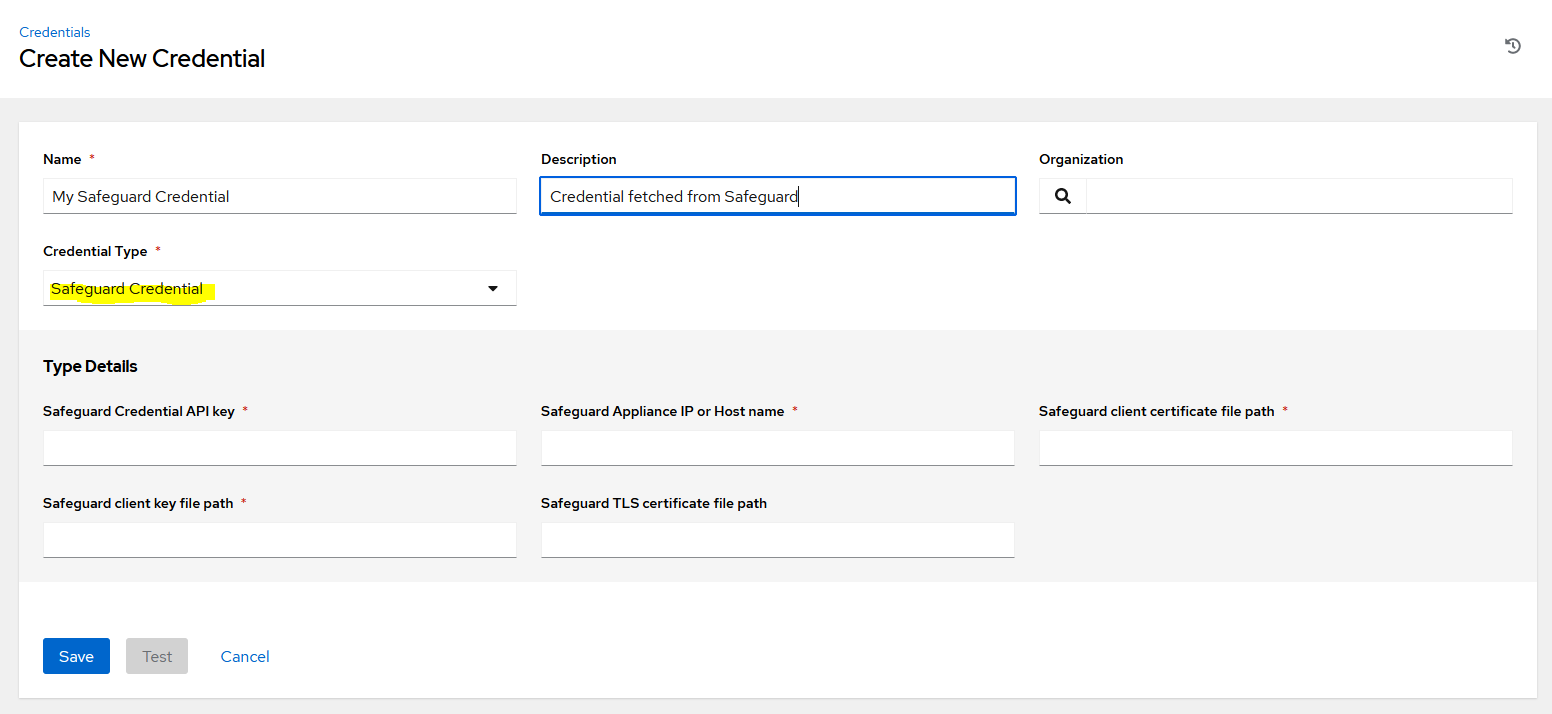 Credentials
Create New Credential
Name *
Description
Organization
My Safeguard Credential
Credential fetched from Safeguard
Credential Type *
Safeguard Credential
Type Details
Safeguard Credential API key *
Safeguard Appliance IP or Host name *
Safeguard client certificate file path *
Safeguard client key file path *
Safeguard TLS certificate file path
Save
Test
Cancel